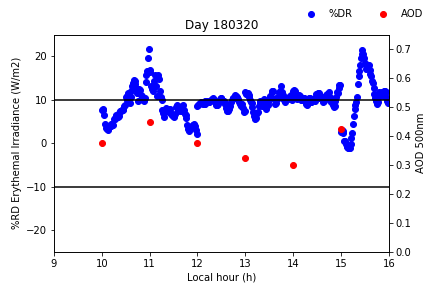 %DR AOD
Day 180320
%RD Erythemal Irradiance (W/m2)
20
10
0
−10
−20
0.7
0.6
0.5
0.4
0.3
0.2
0.1
0.0
AOD 500nm
9 10 11 12 13 14 15 16
Local hour (h)